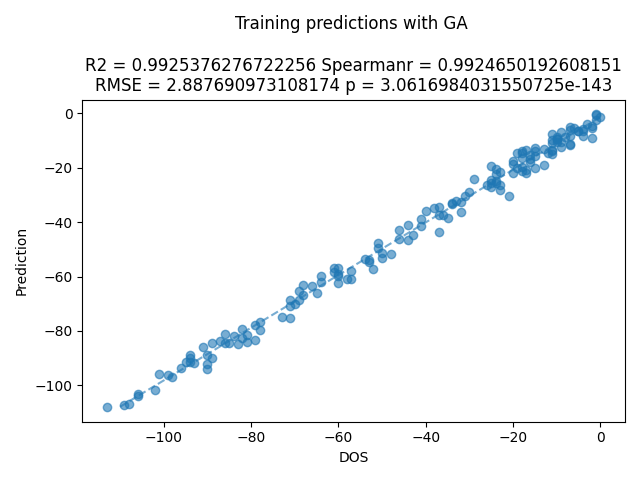 Training predictions with GA
R2 = 0.9925376276722256 Spearmanr = 0.9924650192608151
RMSE = 2.887690973108174 p = 3.0616984031550725e-143
0
−20
−40
−60
−80
−100
Prediction
−100 −80 −60 −40 −20 0
DOS